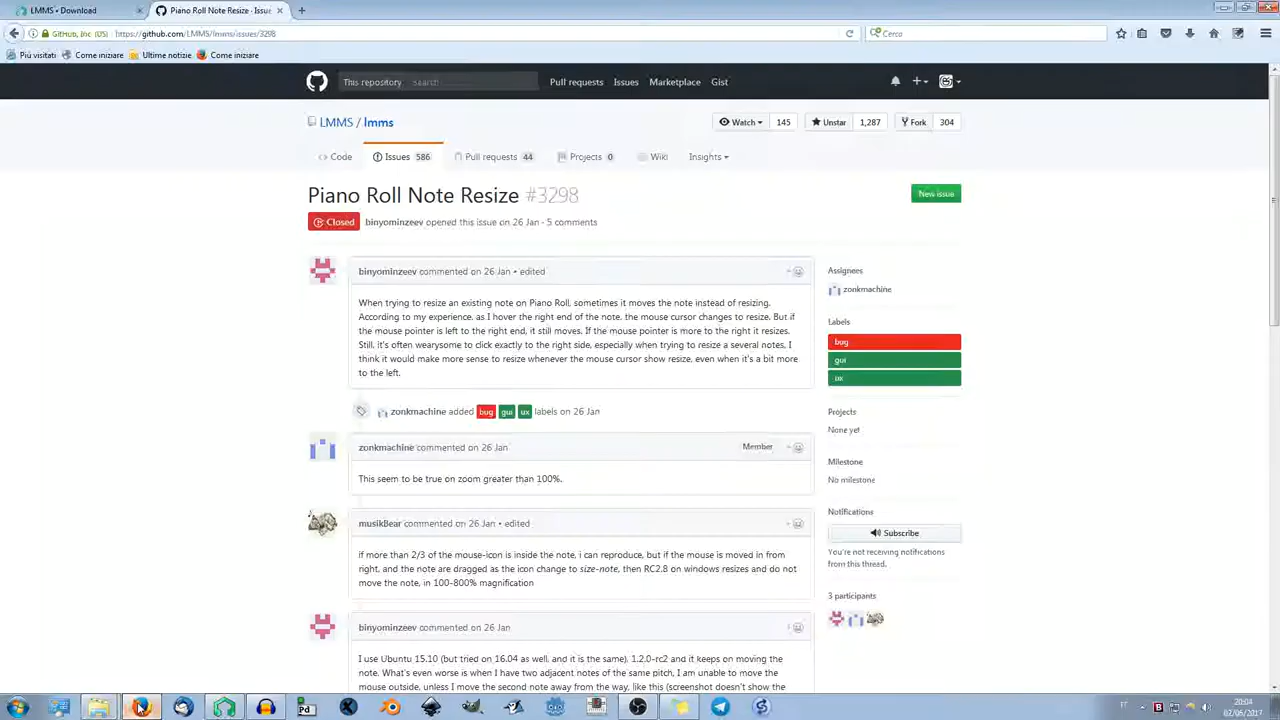 LMMS • Download
Piano Roll Note Resize · Issue
GitHub, Inc. (US)
https://github.com/LMMS/lmms/issues/3298
Cerca
Più visitati
Come iniziare
Ultime notizie
Come iniziare
This repository
Search
Pull requests
Issues
Marketplace
Gist
LMMS / lmms
Watch 145
Unstar 1,287
Fork 304
Code
Issues 586
Pull requests 44
Projects 0
Wiki
Insights
Piano Roll Note Resize #3298
New issue
Closed
binyominzeev opened this issue on 26 Jan · 5 comments
binyominzeev commented on 26 Jan • edited
When trying to resize an existing note on Piano Roll, sometimes it moves the note instead of resizing.
According to my experience, as I hover the right end of the note, the mouse cursor changes to resize. But if
the mouse pointer is left to the right end, it still moves. If the mouse pointer is more to the right it resizes.
Still, it's often wearysome to click exactly to the right side, especially when trying to resize a several notes, I
think it would make more sense to resize whenever the mouse cursor show resize, even when it's a bit more
to the left.
zonkmachine added bug gui ux labels on 26 Jan
zonkmachine commented on 26 Jan
Member
This seem to be true on zoom greater than 100%.
musikBear commented on 26 Jan • edited
if more than 2/3 of the mouse-icon is inside the note, i can reproduce, but if the mouse is moved in from
right, and the note are dragged as the icon change to size-note, then RC2.8 on windows resizes and do not
move the note, in 100-800% magnification
binyominzeev commented on 26 Jan
I use Ubuntu 15.10 (but tried on 16.04 as well, and it is the same), 1.2.0-rc2 and it keeps on moving the
note. What's even worse is when I have two adjacent notes of the same pitch, I am unable to move the
mouse outside, unless I move the second note away from the way, like this (screenshot doesn't show the
Assignees
zonkmachine
Labels
bug
gui
ux
Projects
None yet
Milestone
No milestone
Notifications
Subscribe
You're not receiving notifications
from this thread.
3 participants
Pd
IT
20:04
02/06/2017